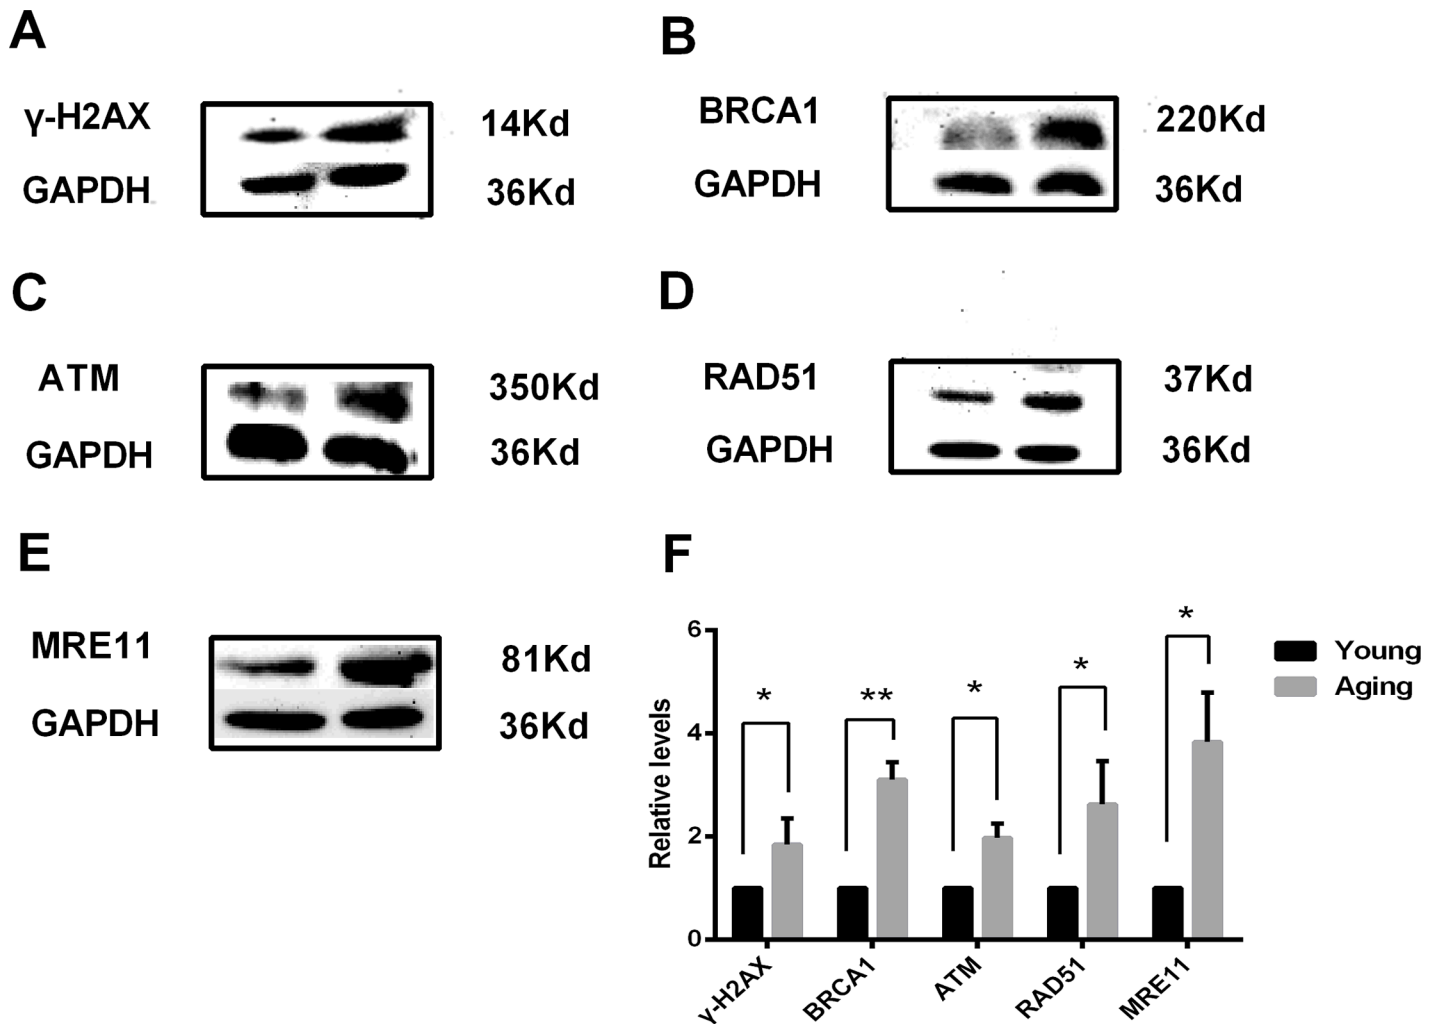 A
γ-H2AX
14Kd
GAPDH
36Kd
B
BRCA1
220Kd
GAPDH
36Kd
C
ATM
350Kd
GAPDH
36Kd
D
RAD51
37Kd
GAPDH
36Kd
E
MRE11
81Kd
GAPDH
36Kd
F
Relative levels
6
4
2
0
*
**
*
*
*
γ-H2AX
BRCA1
ATM
RAD51
MRE11
Young
Aging